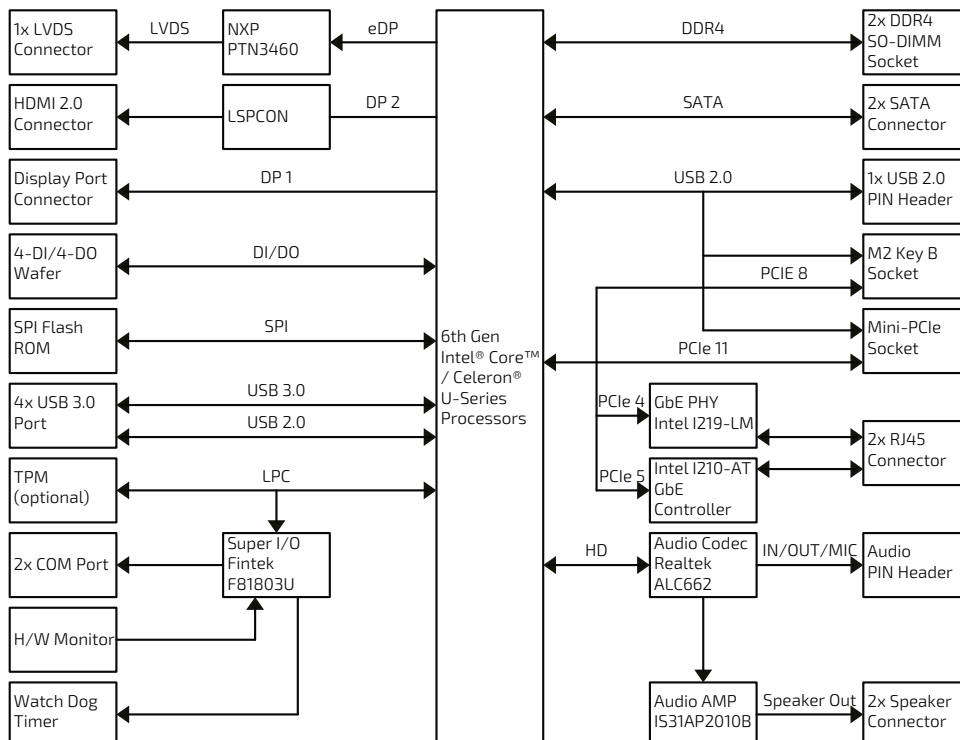 1x LVDS
Connector
LVDS
NXP
PTN3460
eDP
HDMI 2.0
Connector
LSPCON
DP 2
Display Port
Connector
DP 1
4-DI/4-DO
Wafer
DI/DO
SPI Flash
ROM
SPI
4x USB 3.0
Port
USB 3.0
USB 2.0
TPM
(optional)
LPC
2x COM Port
Super I/O
Fintek
F81803U
H/W Monitor
Watch Dog
Timer
6th Gen
Intel® Core™
/ Celeron®
U-Series
Processors
DDR4
2x DDR4
SO-DIMM
Socket
SATA
2x SATA
Connector
USB 2.0
1x USB 2.0
PIN Header
M2 Key B
Socket
PCIE 8
Mini-PCIe
Socket
PCIe 11
PCIe 4
GbE PHY
Intel I219-LM
2x RJ45
Connector
PCIe 5
Intel I210-AT
GbE
Controller
HD
Audio Codec
Realtek
ALC662
IN/OUT/MIC
Audio
PIN Header
Audio AMP
IS31AP2010B
Speaker Out
2x Speaker
Connector